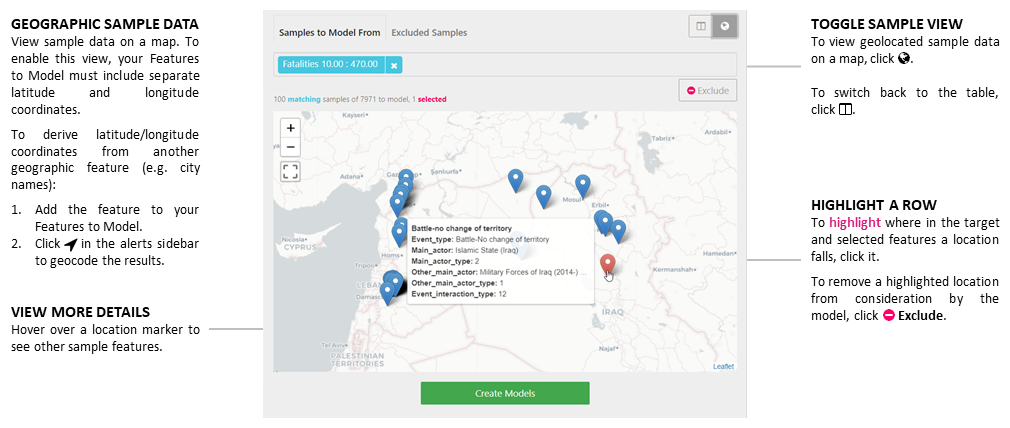 GEOGRAPHIC SAMPLE DATA
View sample data on a map. To
enable this view, your Features
to Model must include separate
latitude and longitude
coordinates.
To derive latitude/longitude
coordinates from another
geographic feature (e.g. city
names):
1. Add the feature to your
Features to Model.
2. Click in the alerts sidebar
to geocode the results.
VIEW MORE DETAILS
Hover over a location marker to
see other sample features.
Samples to Model From
Excluded Samples
Fatalities 10.00 : 470.00 ×
100 matching samples of 7971 to model, 1 selected
Exclude
+
−
Kayseri
Adana
Şanlıurfa
Tabriz
Ardabil
Mosul
Erbil
Nicosia
CYPRUS
Homs
Tripoli
Damasc
Hamedan
Kermanshah
IRAQ
Najaf
Tel Aviv
PALESTINIAN
TERRITORIES
Battle-no change of territory
Event_type: Battle-No change of territory
Main_actor: Islamic State (Iraq)
Main_actor_type: 2
Other_main_actor: Military Forces of Iraq (2014-) ...
Other_main_actor_type: 1
Event_interaction_type: 12
Leaflet
Create Models
TOGGLE SAMPLE VIEW
To view geolocated sample data
on a map, click .
To switch back to the table,
click .
HIGHLIGHT A ROW
To highlight where in the target
and selected features a location
falls, click it.
To remove a highlighted location
from consideration by the
model, click Exclude.